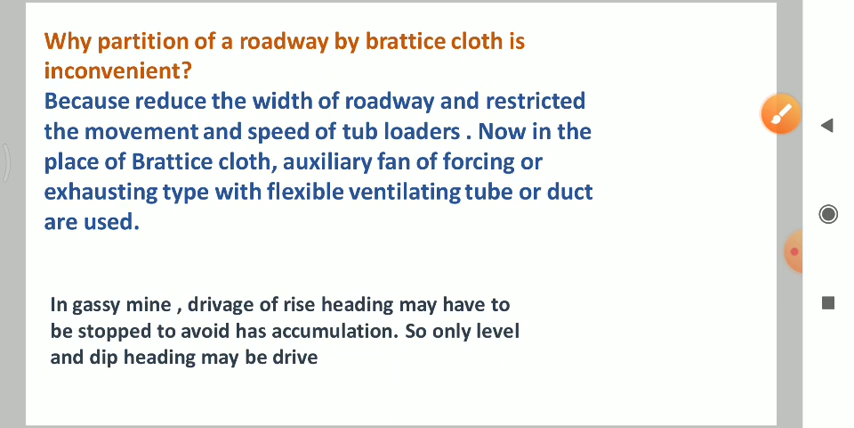 Why partition of a roadway by brattice cloth is
inconvenient?
Because reduce the width of roadway and restricted
the movement and speed of tub loaders . Now in the
place of Brattice cloth, auxiliary fan of forcing or
exhausting type with flexible ventilating tube or duct
are used.
In gassy mine , drivage of rise heading may have to
be stopped to avoid has accumulation. So only level
and dip heading may be drive